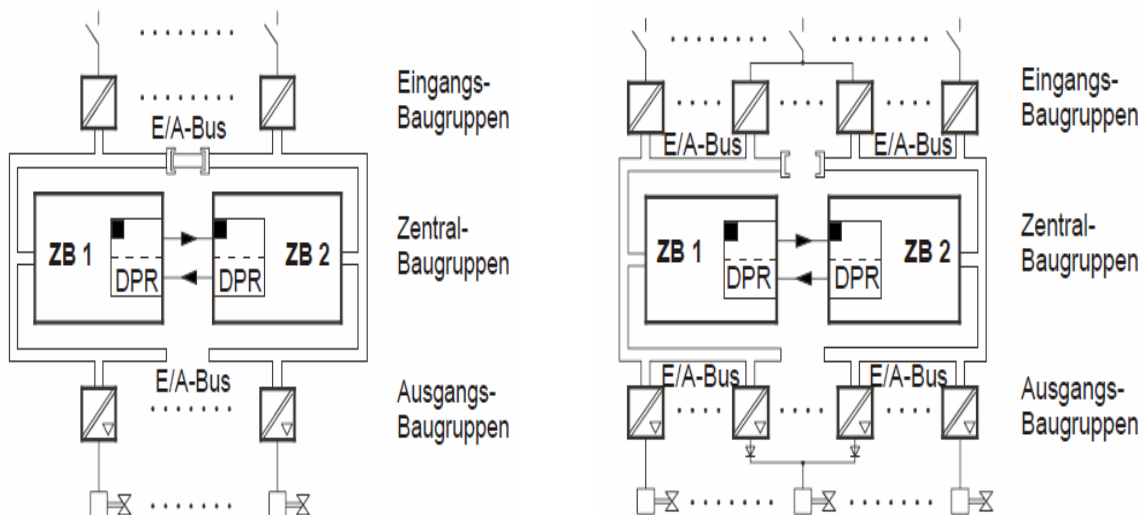 Eingangs-
Baugruppen
E/A-Bus
ZB 1
DPR
DPR
ZB 2
Zentral-
Baugruppen
E/A-Bus
Ausgangs-
Baugruppen
Eingangs-
Baugruppen
E/A-Bus
E/A-Bus
ZB 1
DPR
DPR
ZB 2
Zentral-
Baugruppen
E/A-Bus
E/A-Bus
Ausgangs-
Baugruppen